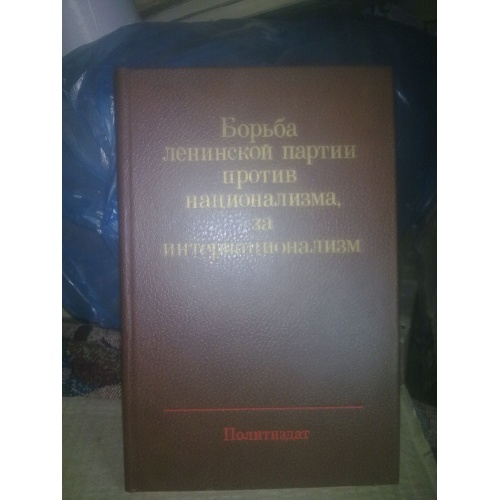 Борьба
ленинской партии
против
национализма,
за
интернационализм
Политиздат